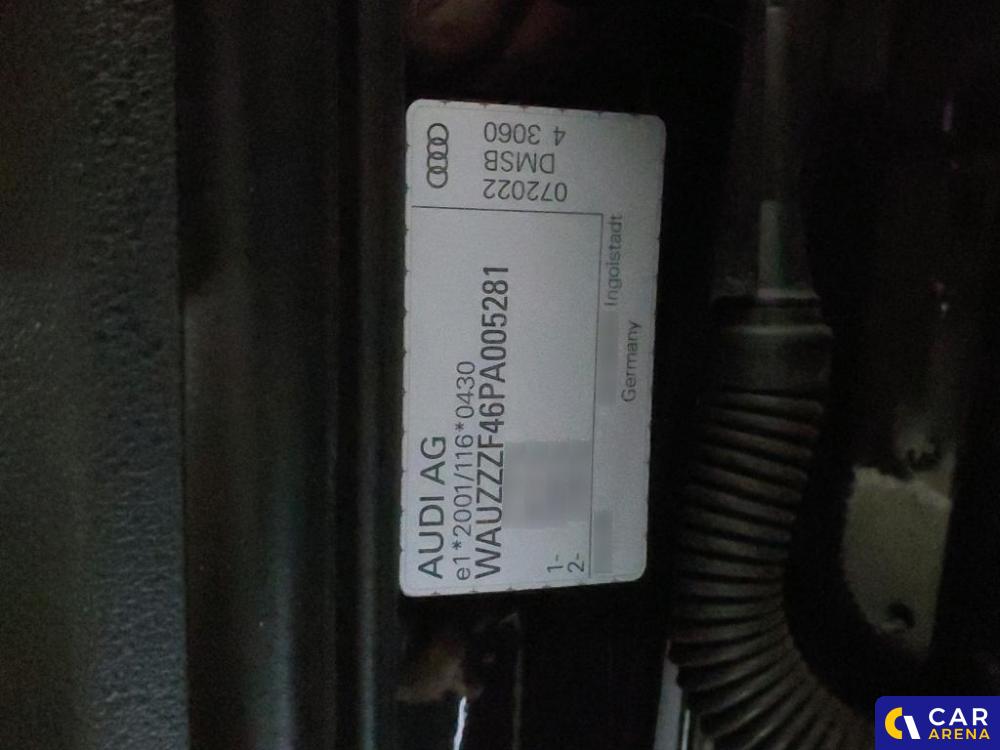 AUDI AG
e1*2001/116*0430
WAUZZZF46PA005281
1-
2-
Germany
Ingolstadt
072022
DMSB
4 3060
CAR
ARENA